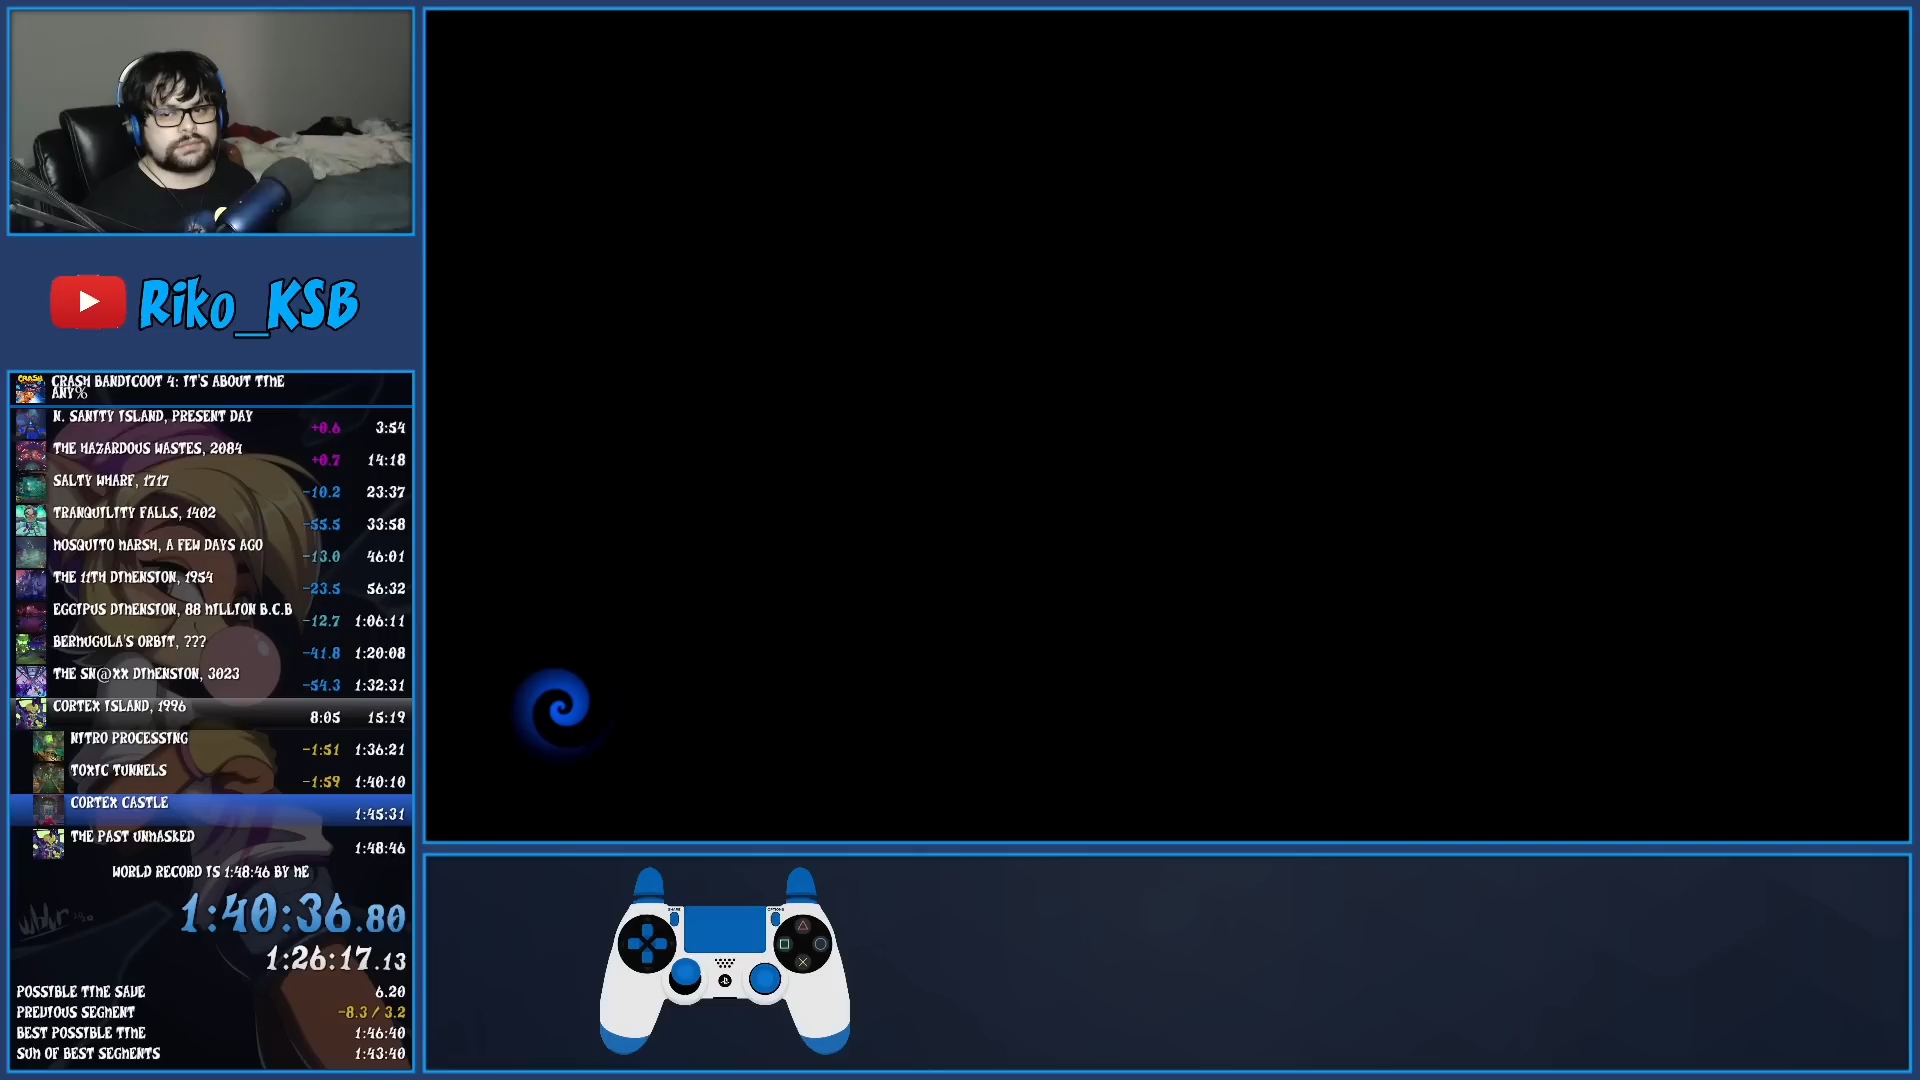 Riko_KSB
CRASH BANDICOOT 4: IT'S ABOUT TIME
ANY%
N. SANITY ISLAND, PRESENT DAY +0.6 3:54
THE HAZARDOUS WASTES, 2084 +0.7 14:18
SALTY WHARF, 1717 -10.2 23:37
TRANQUILITY FALLS, 1402 -55.5 33:58
MOSQUITO MARSH, A FEW DAYS AGO -13.0 46:01
THE 11TH DIMENSION, 1954 -23.5 56:32
EGGIPUS DIMENSION, 88 MILLION B.C.B -12.7 1:06:11
BERMUGULA'S ORBIT, ??? -41.8 1:20:08
THE SN@XX DIMENSION, 3023 -54.3 1:32:31
CORTEX ISLAND, 1996 8:05 15:19
NITRO PROCESSING -1:51 1:36:21
TOXIC TUNNELS -1:59 1:40:10
CORTEX CASTLE 1:45:31
THE PAST UNMASKED 1:48:46
WORLD RECORD IS 1:48:46 BY ME
1:40:36.80
1:26:17.13
POSSIBLE TIME SAVE 6.20
PREVIOUS SEGMENT -8.3 / 3.2
BEST POSSIBLE TIME 1:46:40
SUM OF BEST SEGMENTS 1:43:40
SHARE
OPTIONS